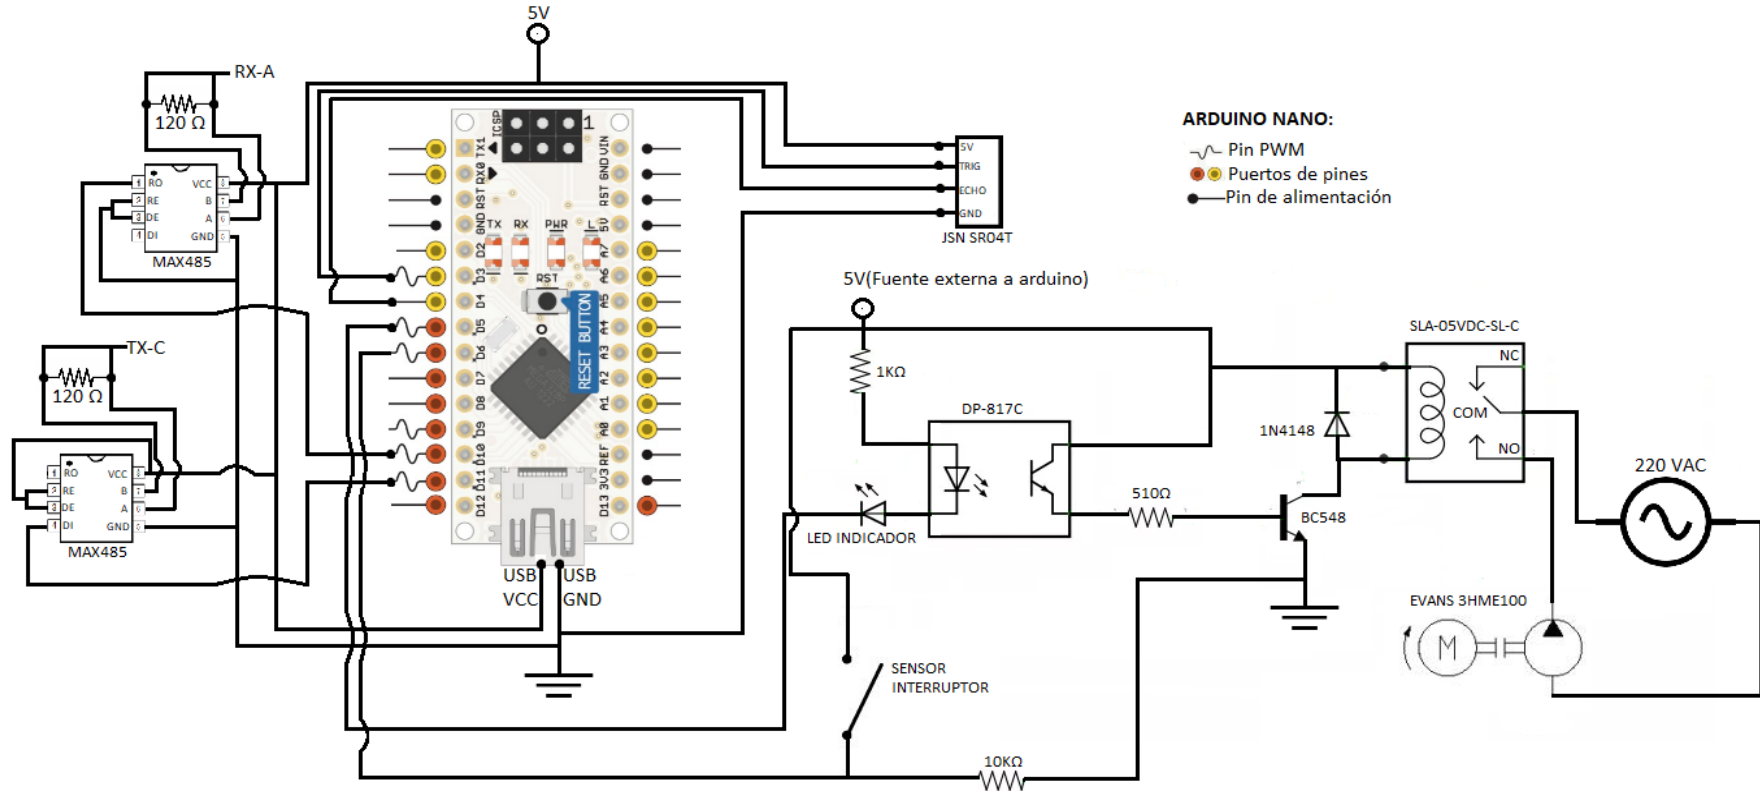 5V
RX-A
120 Ω
RO
RE
DE
DI
VCC
B
A
GND
MAX485
TX-C
120 Ω
RO
RE
DE
DI
VCC
B
A
GND
MAX485
ICSP
1
TX1
RX0
RST
GND
D2
D3
D4
D5
D6
D7
D8
D9
D10
D11
D12
VIN
GND
RST
5V
A7
A6
A5
A4
A3
A2
A1
A0
REF
3V3
D13
TX RX PWR L
RST
RESET BUTTON
USB VCC
USB GND
5V
TRIG
ECHO
GND
JSN SR04T
ARDUINO NANO:
Pin PWM
Puertos de pines
Pin de alimentación
5V(Fuente externa a arduino)
1KΩ
DP-817C
LED INDICADOR
510Ω
BC548
1N4148
SLA-05VDC-SL-C
NC
COM
NO
220 VAC
EVANS 3HME100
M
SENSOR
INTERRUPTOR
10KΩ